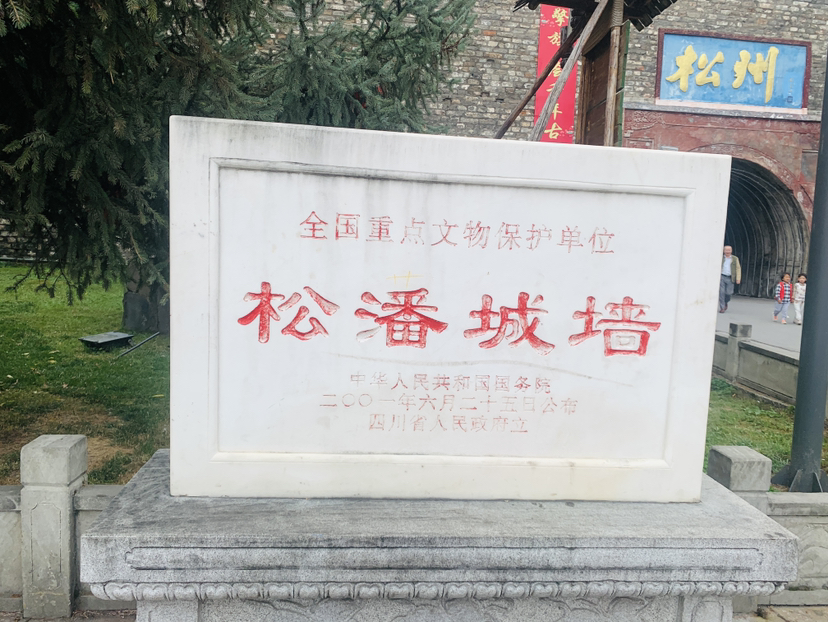 松州
全国重点文物保护单位
松潘城墙
中华人民共和国国务院
二〇〇一年六月二十五日公布
四川省人民政府立